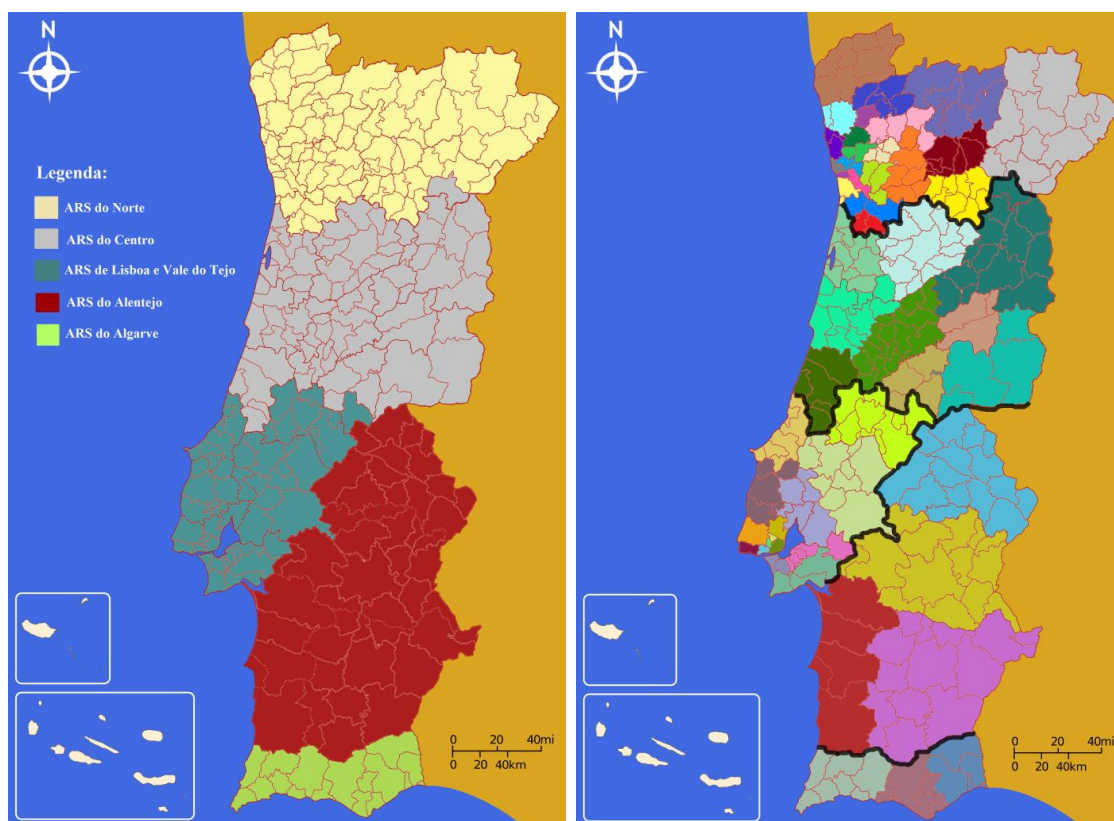 N
Legenda:
ARS do Norte
ARS do Centro
ARS de Lisboa e Vale do Tejo
ARS do Alentejo
ARS do Algarve
0 20 40mi
0 20 40km
N
0 20 40mi
0 20 40km